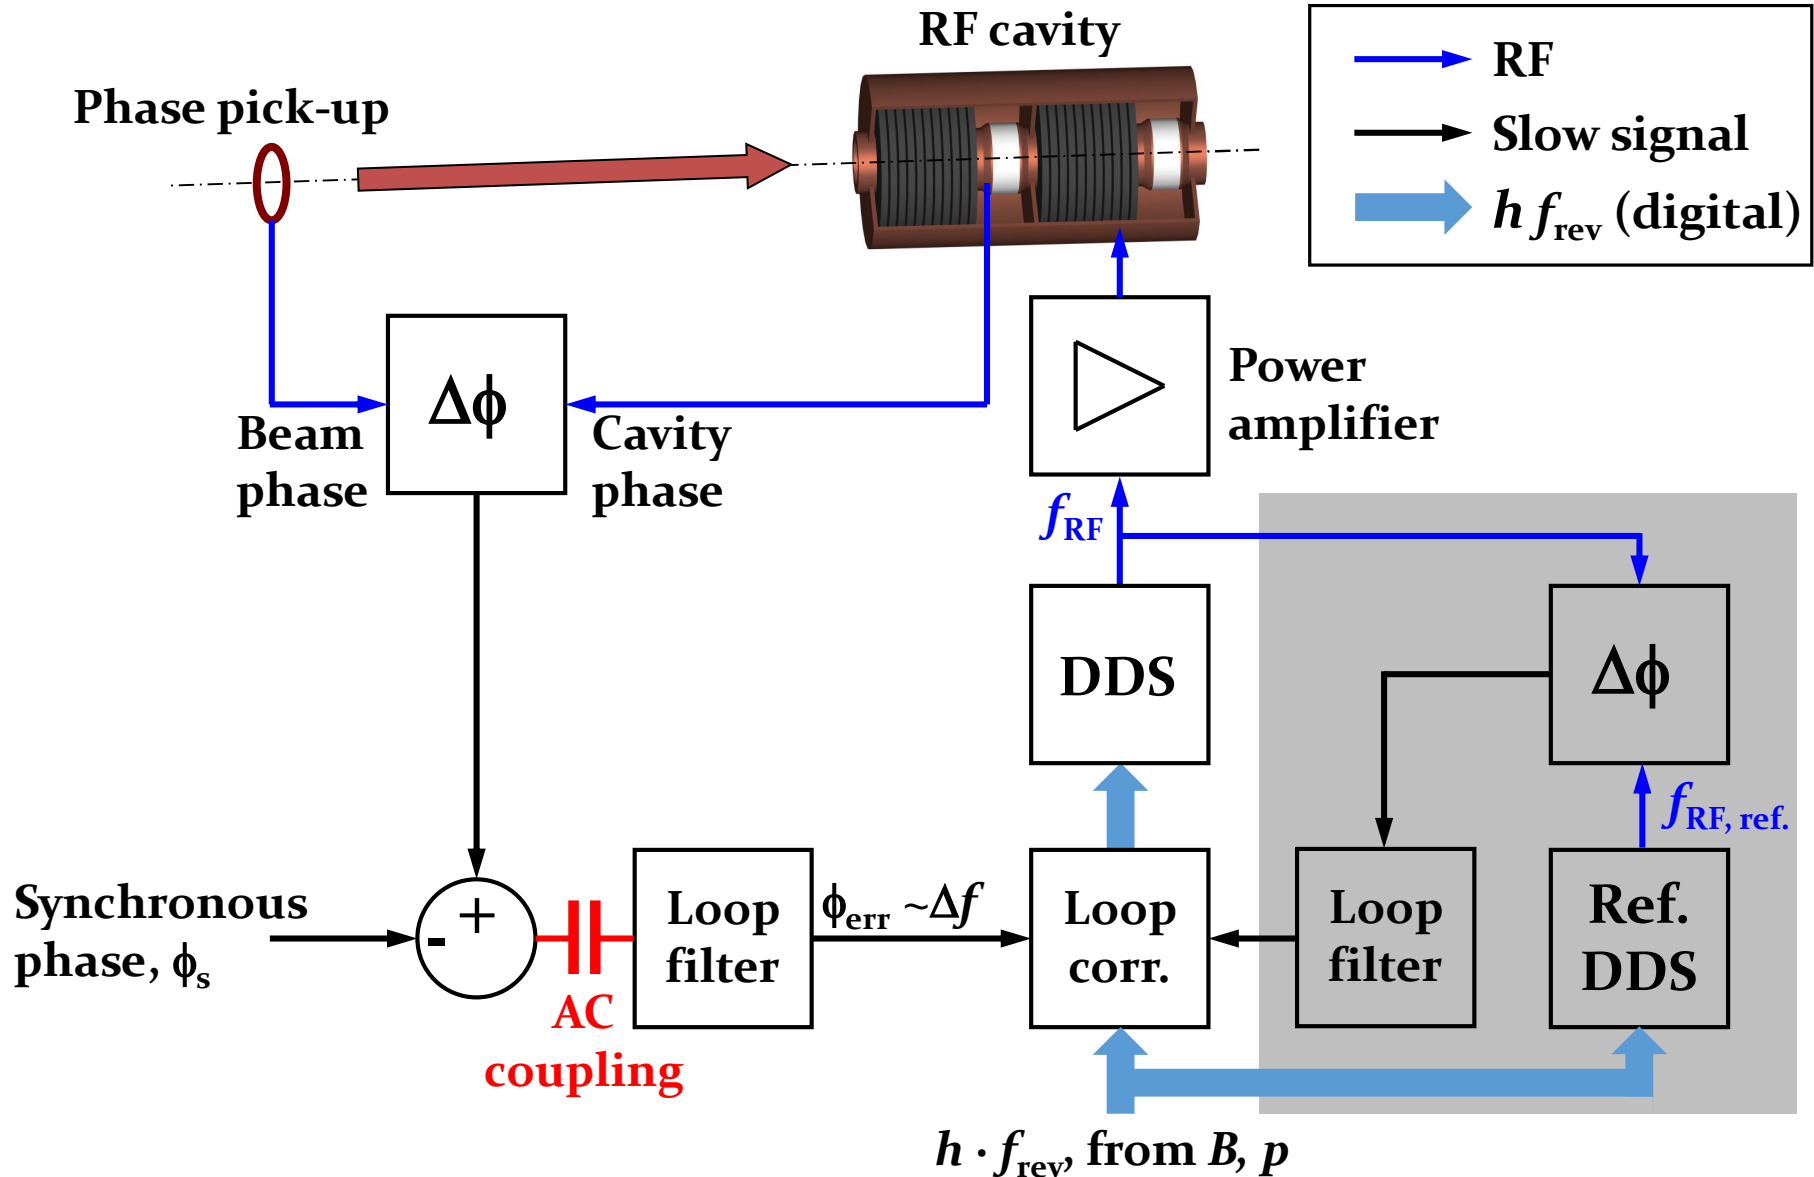 RF cavity
Phase pick-up
RF
Slow signal
h f_rev (digital)
Δϕ
Beam
phase
Cavity
phase
Power
amplifier
f_RF
DDS
Δϕ
f_RF, ref.
Synchronous
phase, ϕ_s
+
-
AC
coupling
Loop
filter
ϕ_err ~Δf
Loop
corr.
Loop
filter
Ref.
DDS
h · f_rev, from B, p